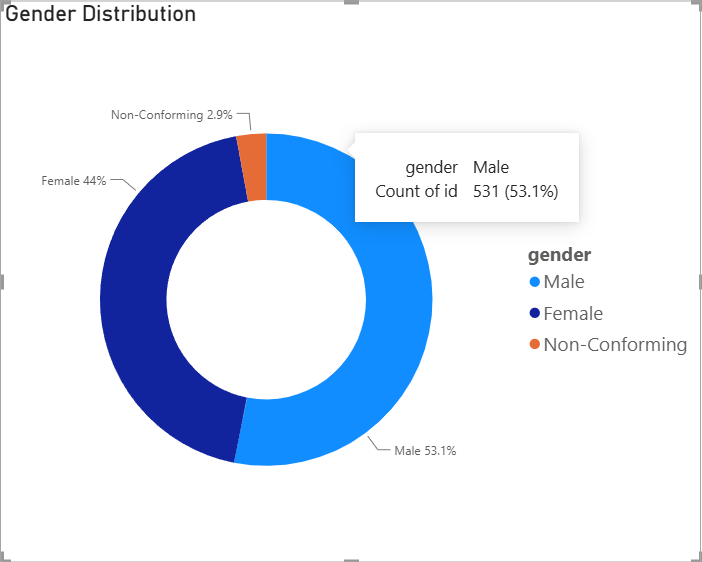 Gender Distribution
Non-Conforming 2.9%
Female 44%
gender Male
Count of id 531 (53.1%)
gender
Male
Female
Non-Conforming
Male 53.1%